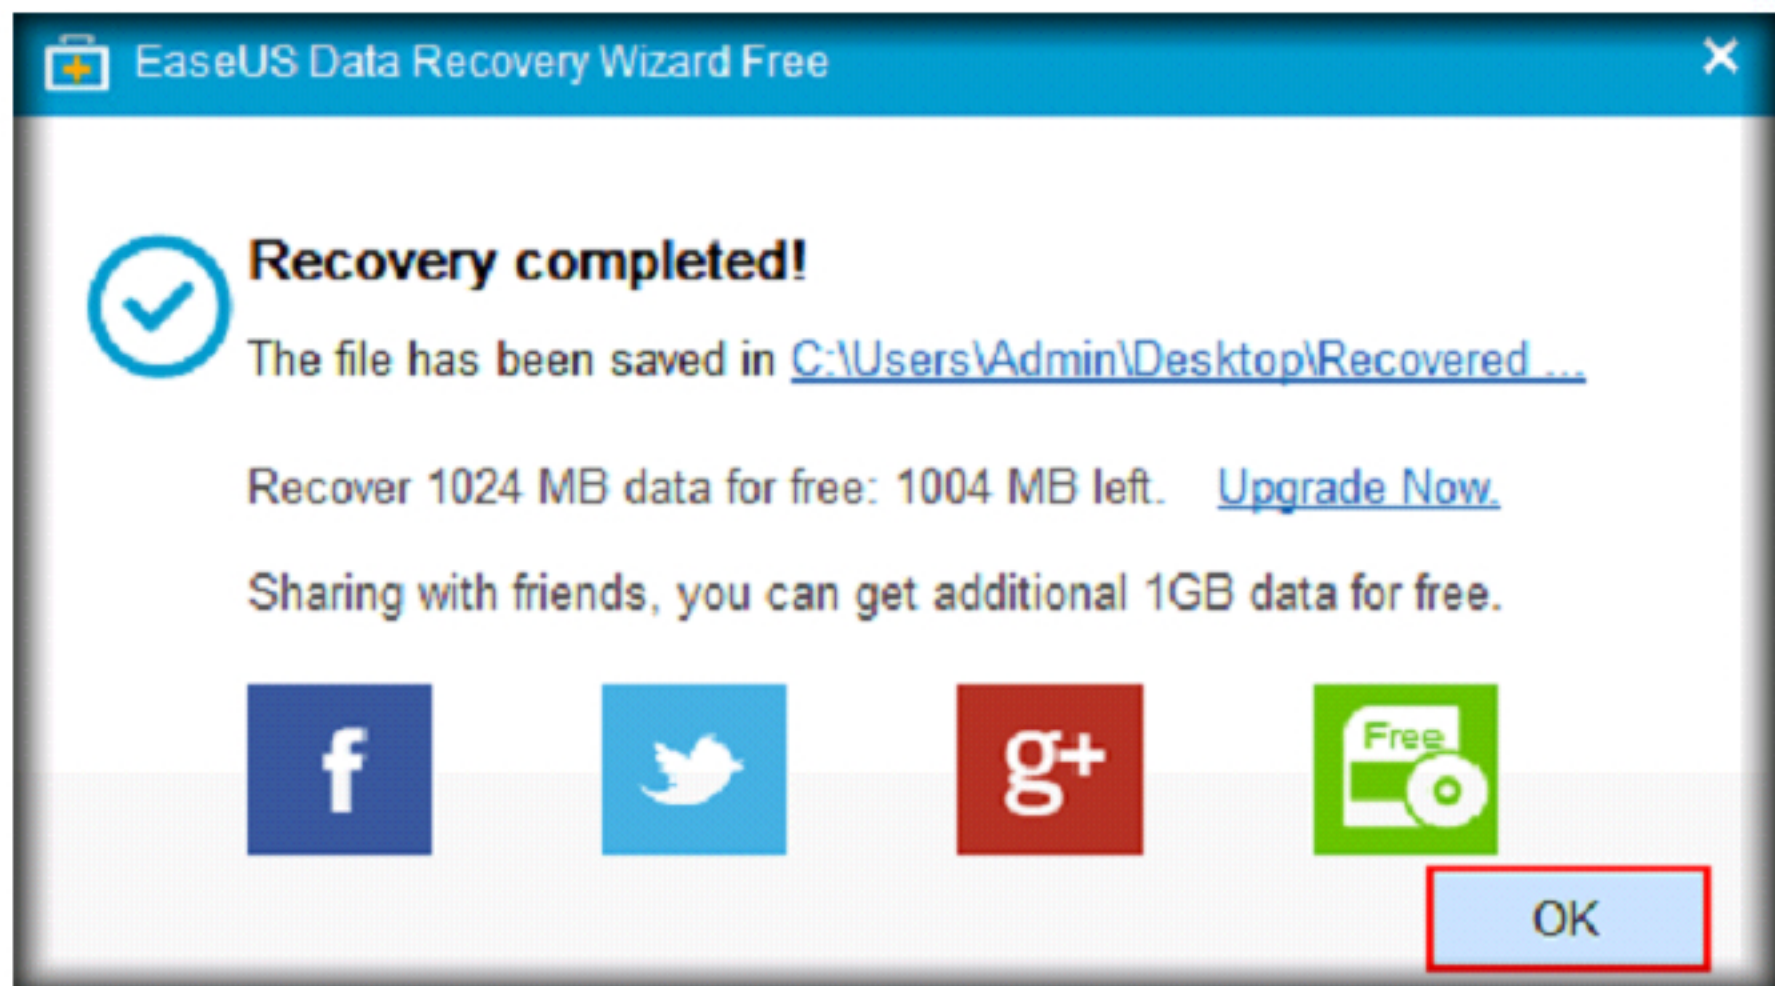 EaseUS Data Recovery Wizard Free
Recovery completed!
The file has been saved in C:\Users\Admin\Desktop\Recovered ...
Recover 1024 MB data for free: 1004 MB left. Upgrade Now.
Sharing with friends, you can get additional 1GB data for free.
f
g+
Free
OK